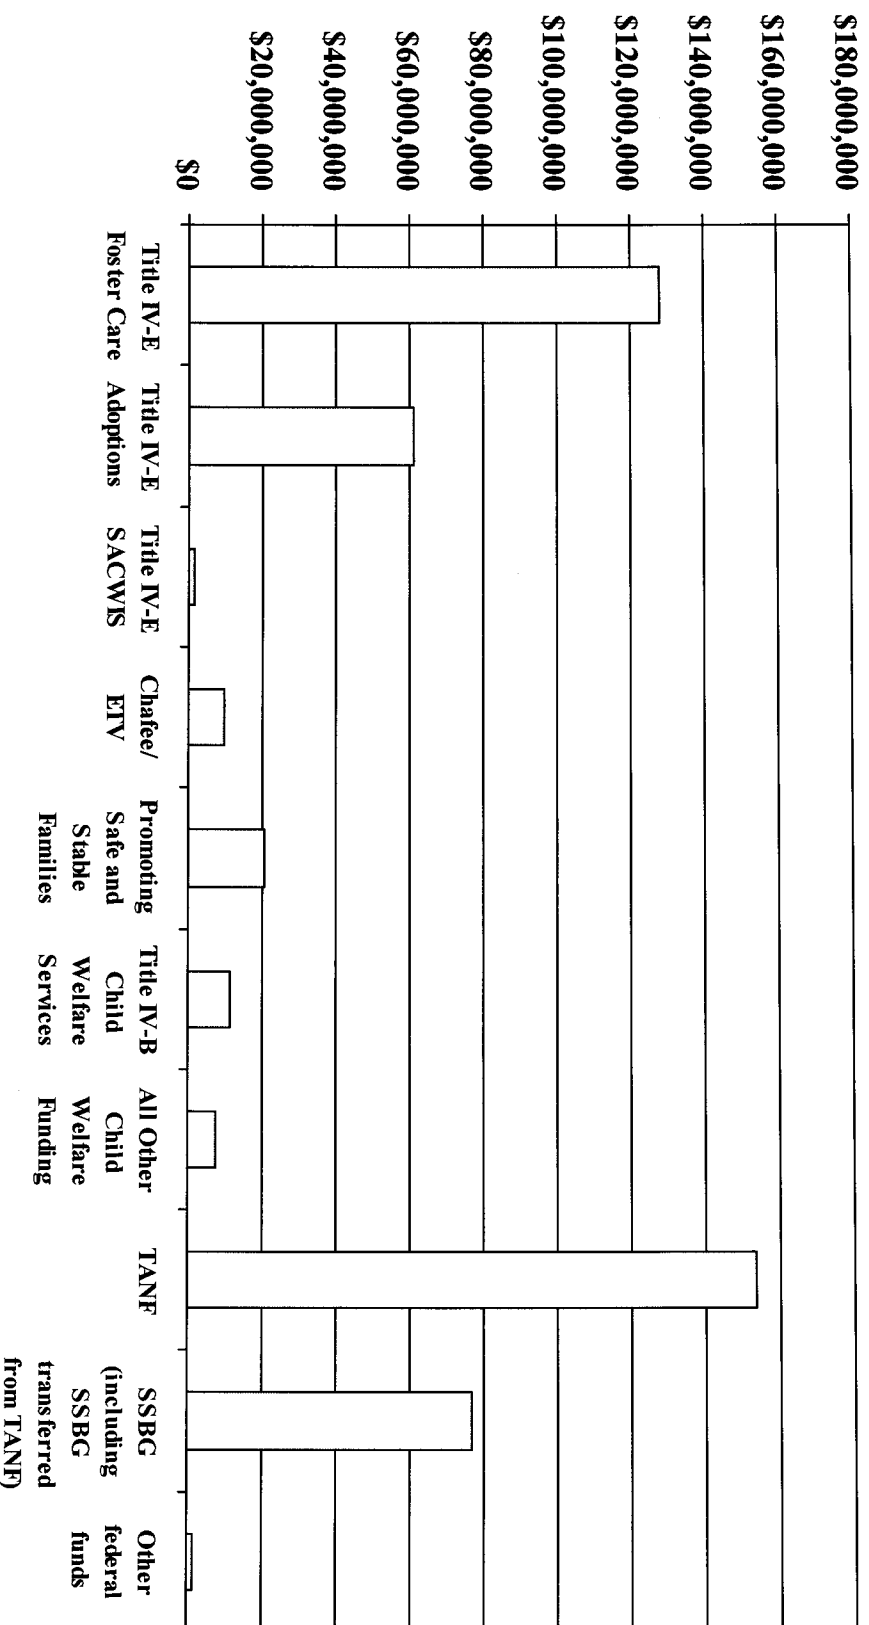 $180,000,000
$160,000,000
$140,000,000
$120,000,000
$100,000,000
$80,000,000
$60,000,000
$40,000,000
$20,000,000
$0
Title IV-E
Foster Care
Title IV-E
Adoptions
Title IV-E
SACWIS
Chafee/
ETV
Promoting
Safe and
Stable
Families
Title IV-B
Child
Welfare
Services
All Other
Child
Welfare
Funding
TANF
SSBG
(including
SSBG
transferred
from TANF)
Other
federal
funds